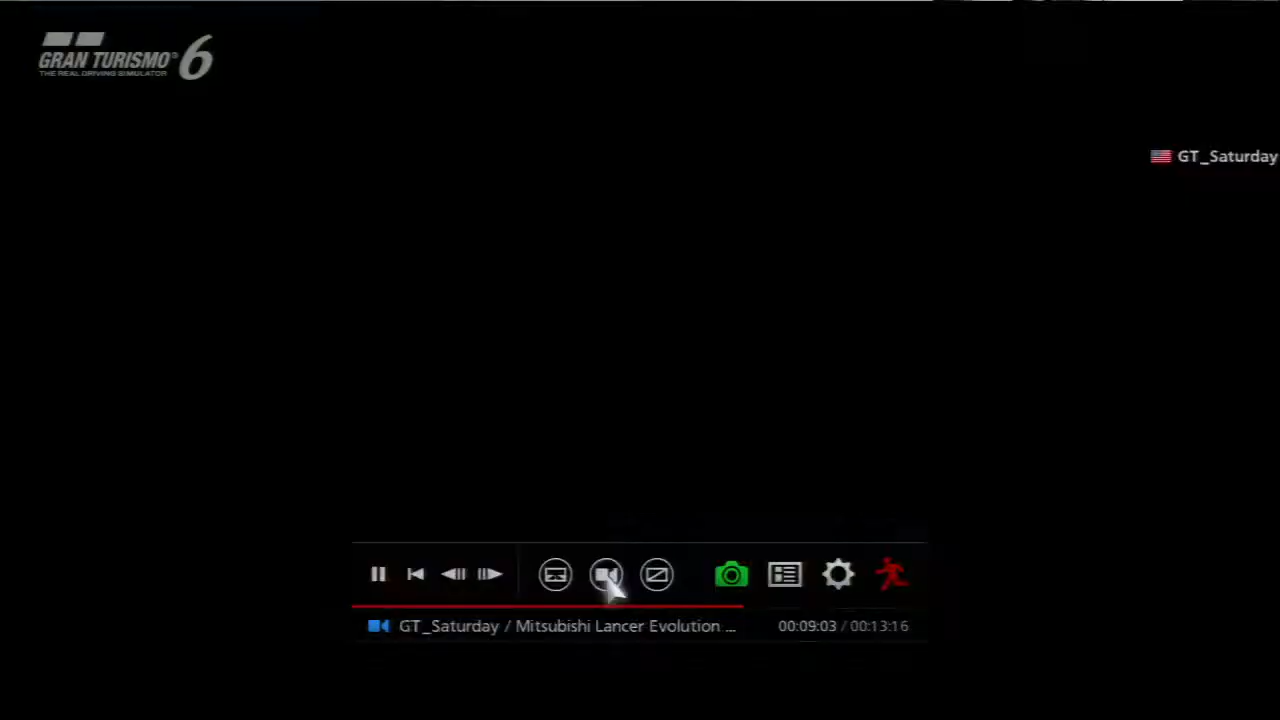 GRAN TURISMO® 6
THE REAL DRIVING SIMULATOR
GT_Saturday
GT_Saturday / Mitsubishi Lancer Evolution ...
00:09:03 / 00:13:16